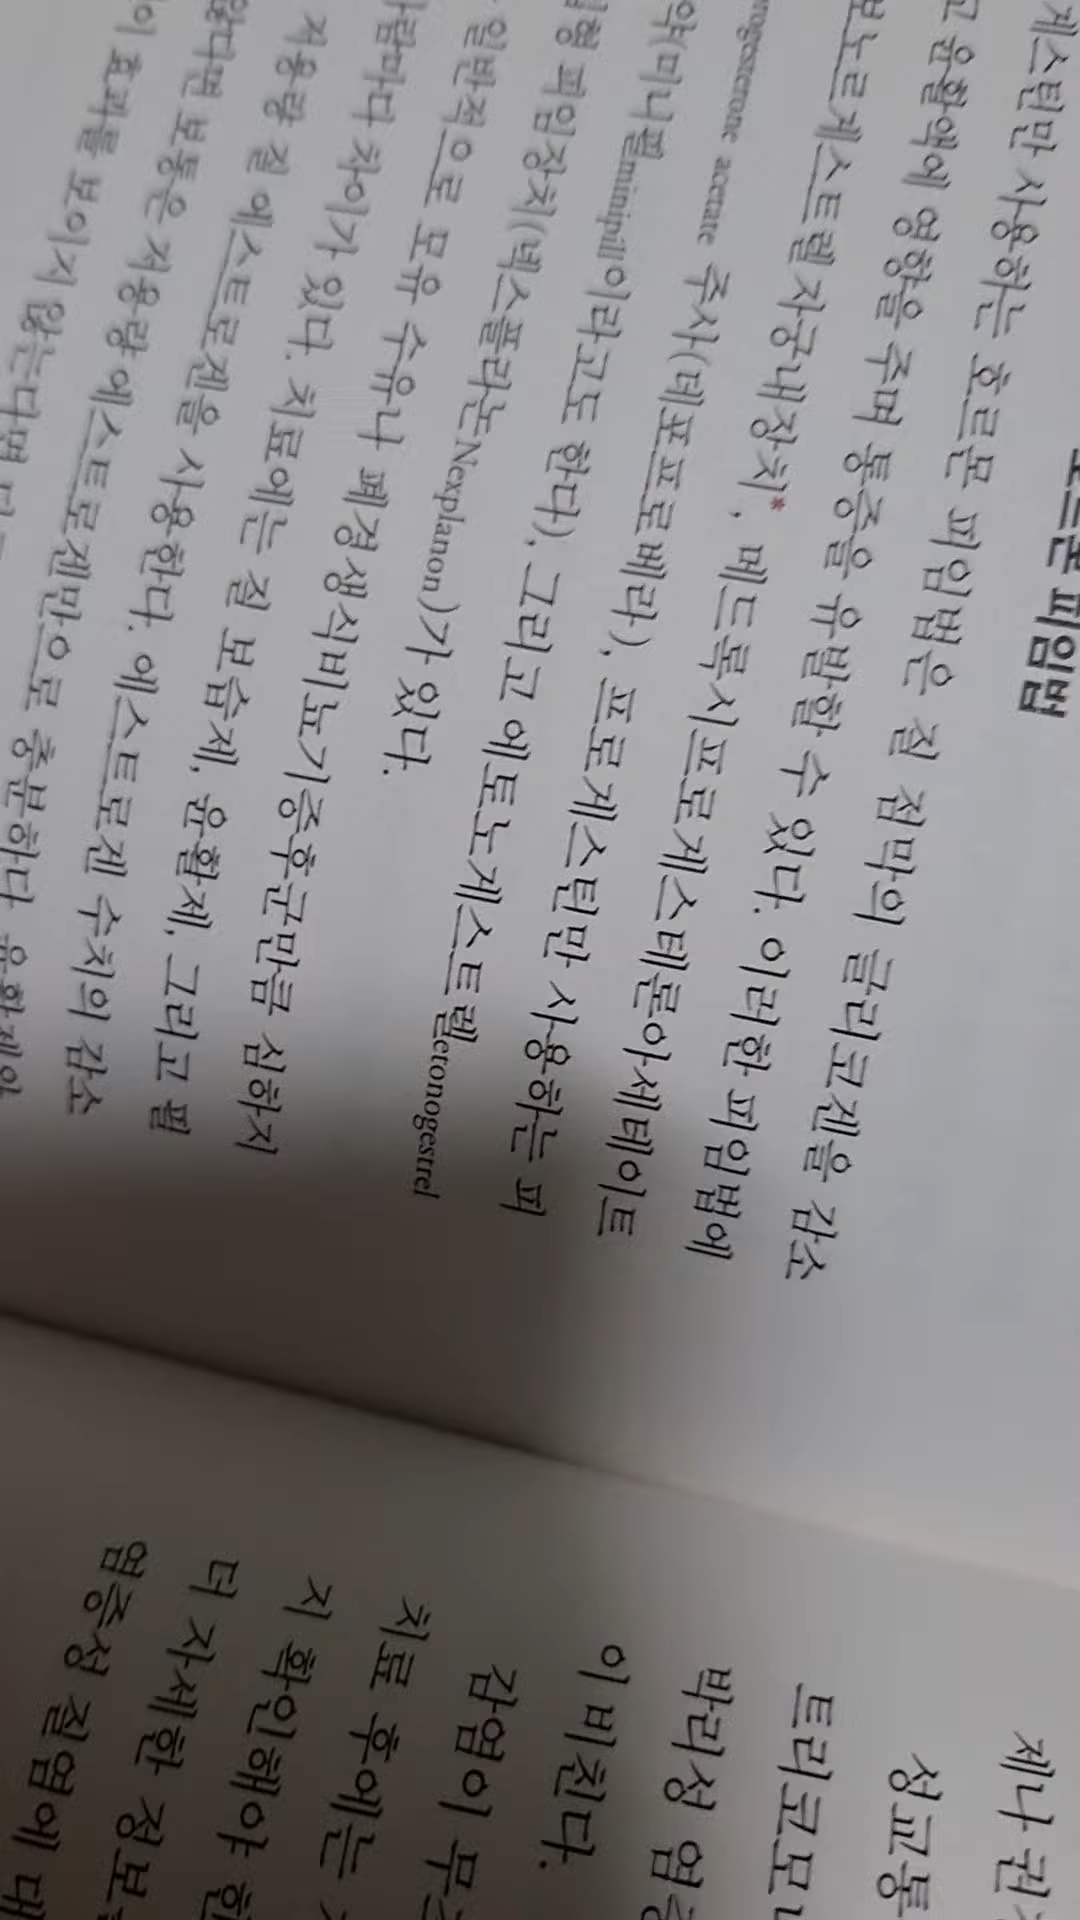 호르몬 피임법
게스틴만 사용하는 호르몬 피임법은 질 점막의 글리코겐을 감소
고 윤활액에 영향을 주며 통증을 유발할 수 있다. 이러한 피임법에
보노르게스트렐 자궁내장치*, 메드록시프로게스테론아세테이트
rogesterone acetate 주사(데포프로베라), 프로게스틴만 사용하는 피
약(미니필minipill이라고도 한다), 그리고 에토노게스트렐etonogestrel
형 피임장치(넥스플라논Nexplanon)가 있다.
일반적으로 모유 수유나 폐경생식비뇨기증후군만큼 심하지
람마다 차이가 있다. 치료에는 질 보습제, 윤활제, 그리고 필
저용량 질 에스트로겐을 사용한다. 에스트로겐 수치의 감소
않다면 보통은 저용량 에스트로겐만으로 충분하다. 윤활제와
이 효과를 보이지 않는다면
제나 권
성교통
트리코모나
박리성 염증
이 비친다.
감염이 무
치료 후에는
지 확인해야 한
더 자세한 정보
염증성 질염에 대